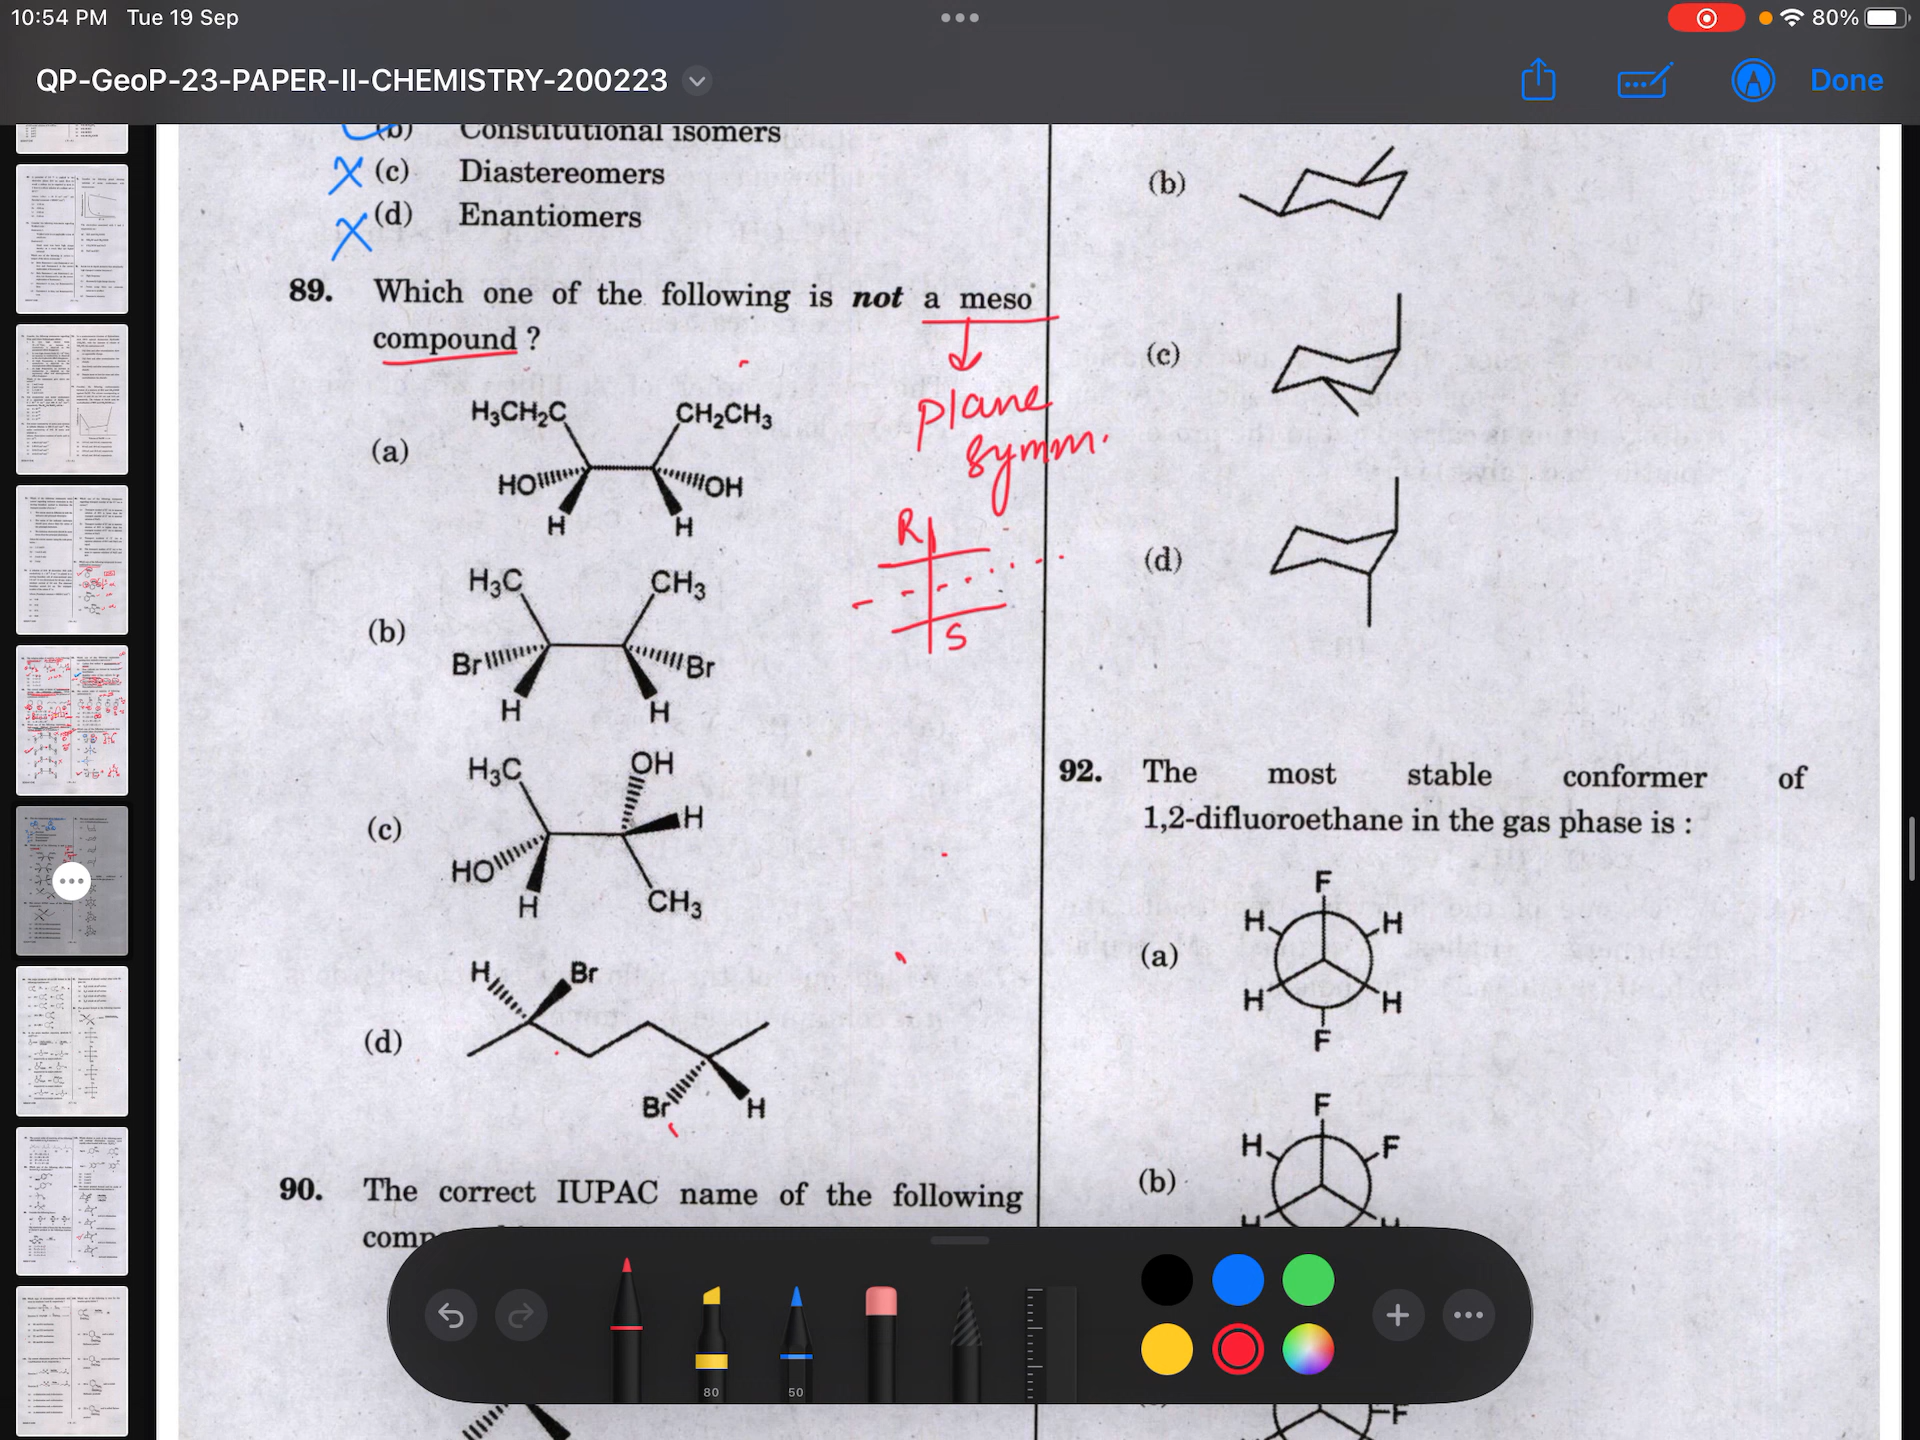 10:54 PM Tue 19 Sep
80%
QP-GeoP-23-PAPER-II-CHEMISTRY-200223
Done
(b) Constitutional isomers
x (c) Diastereomers
x (d) Enantiomers
89. Which one of the following is not a meso
compound ?
plane
symm.
R
S
(a)
H₃CH₂C CH₂CH₃
HO OH
H H
(b)
H₃C CH₃
Br Br
H H
(c)
H₃C OH
H
HO
H CH₃
(d)
H Br
Br H
90. The correct IUPAC name of the following
(b)
(c)
(d)
92. The most stable conformer of
1,2-difluoroethane in the gas phase is :
(a)
F
H H
H H
F
(b)
F
H F
H H
F
80
50